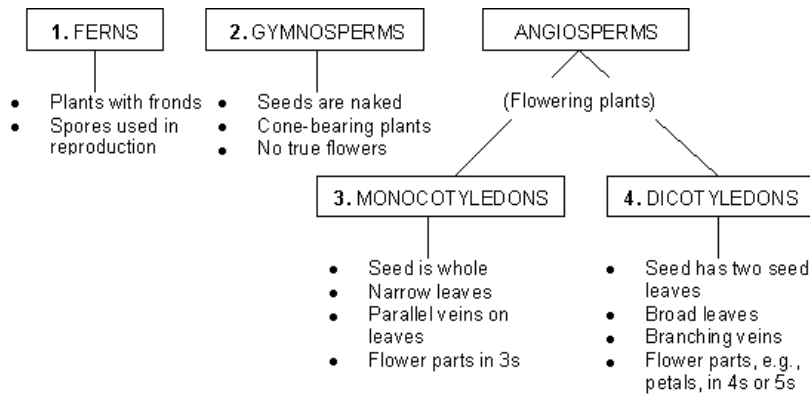 1. FERNS
• Plants with fronds
• Spores used in
reproduction
2. GYMNOSPERMS
• Seeds are naked
• Cone-bearing plants
• No true flowers
ANGIOSPERMS
(Flowering plants)
3. MONOCOTYLEDONS
• Seed is whole
• Narrow leaves
• Parallel veins on
leaves
• Flower parts in 3s
4. DICOTYLEDONS
• Seed has two seed
leaves
• Broad leaves
• Branching veins
• Flower parts, e.g.,
petals, in 4s or 5s